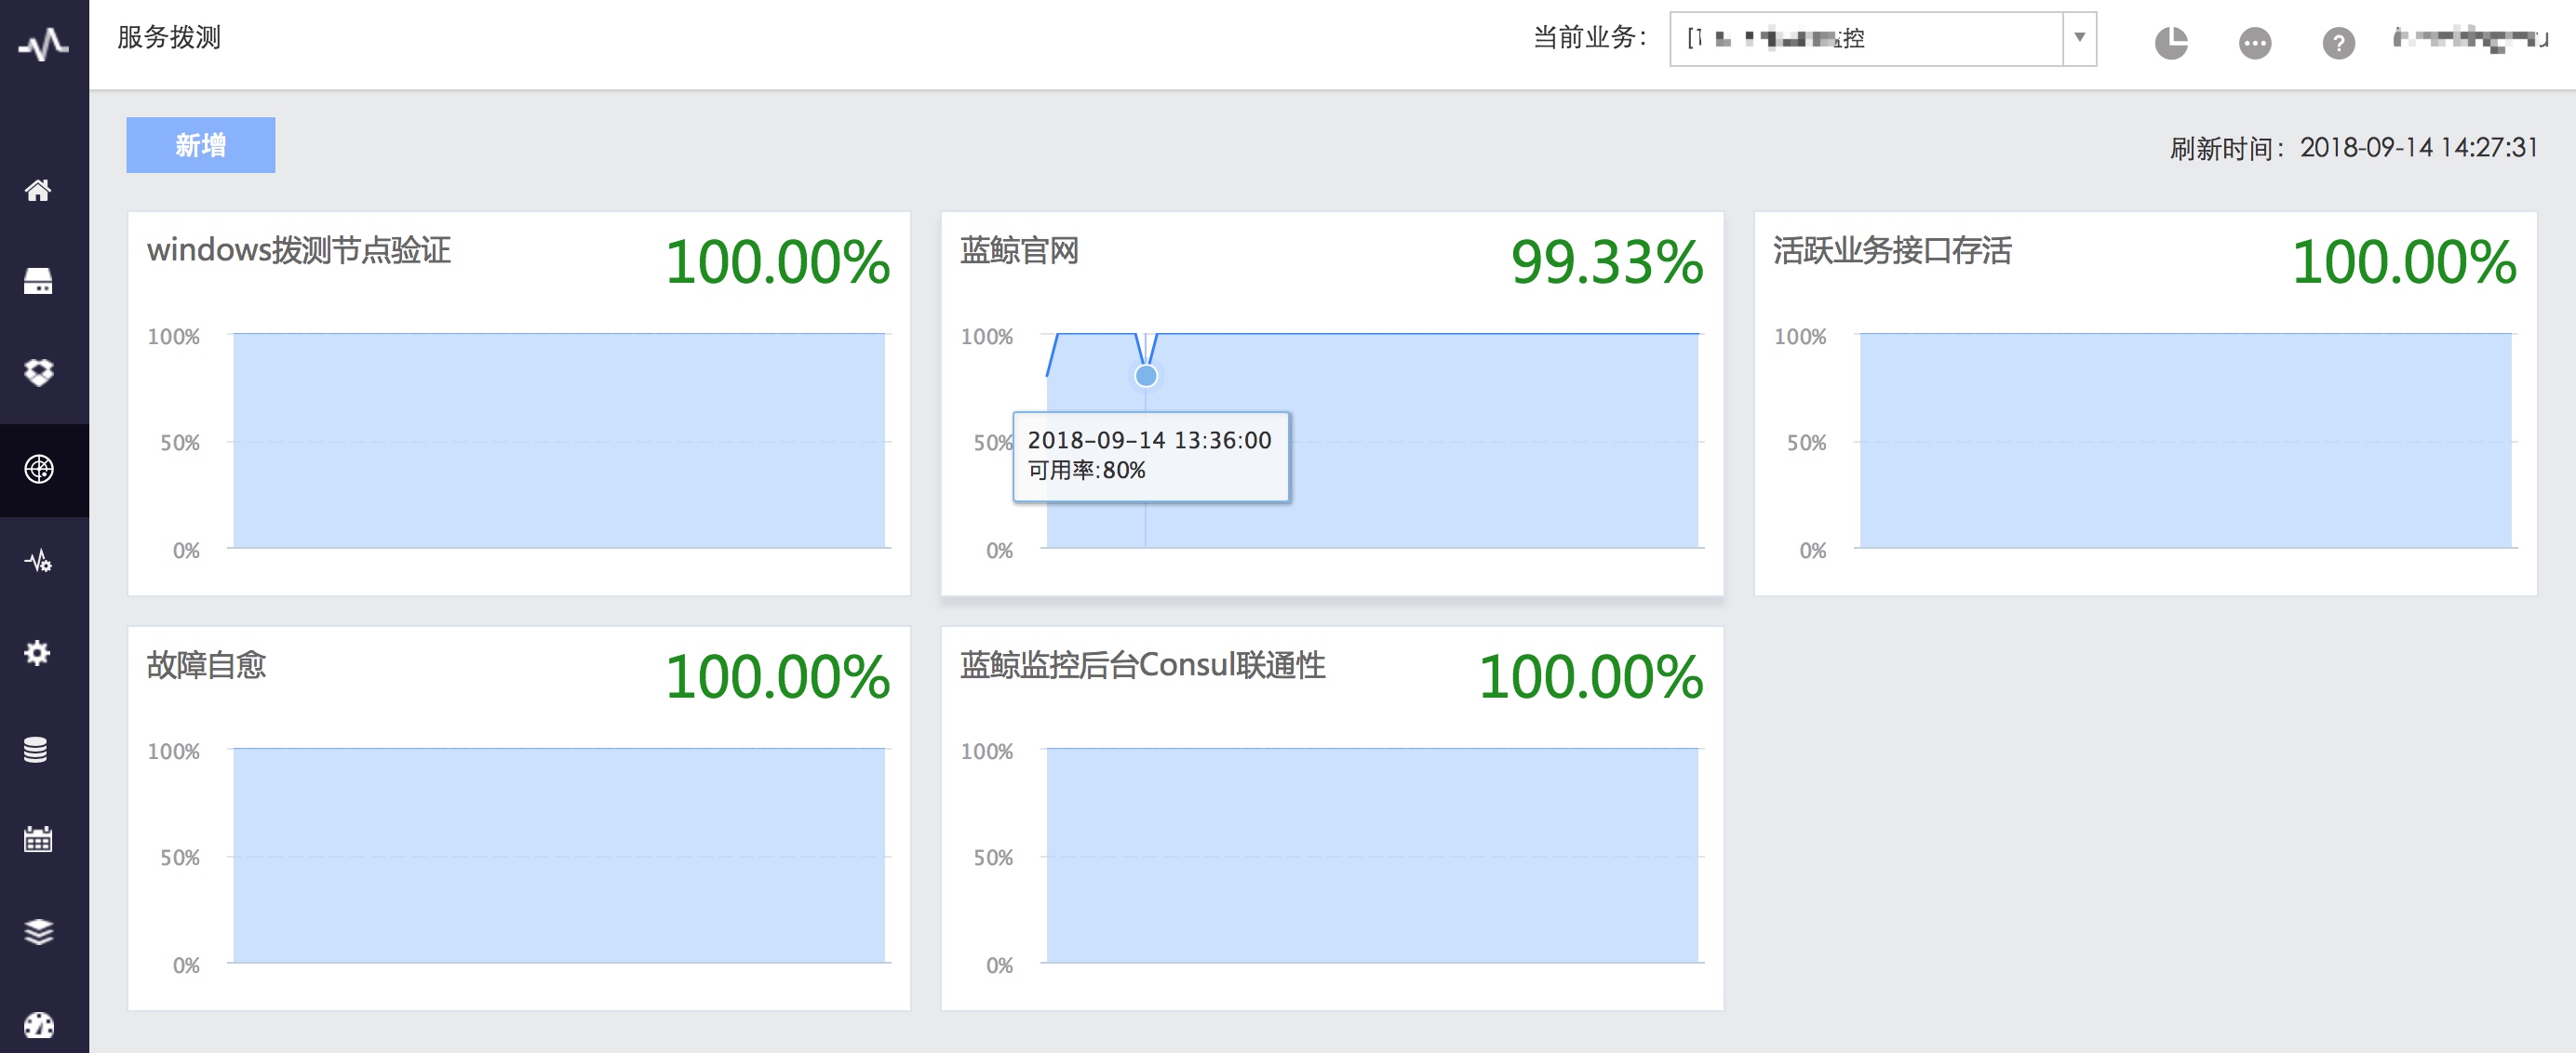 服务拨测
当前业务：
监控
新增
刷新时间：2018-09-14 14:27:31
windows拨测节点验证
100.00%
100%
50%
0%
蓝鲸官网
99.33%
100%
50%
0%
2018-09-14 13:36:00
可用率:80%
活跃业务接口存活
100.00%
100%
50%
0%
故障自愈
100.00%
100%
50%
0%
蓝鲸监控后台Consul联通性
100.00%
100%
50%
0%